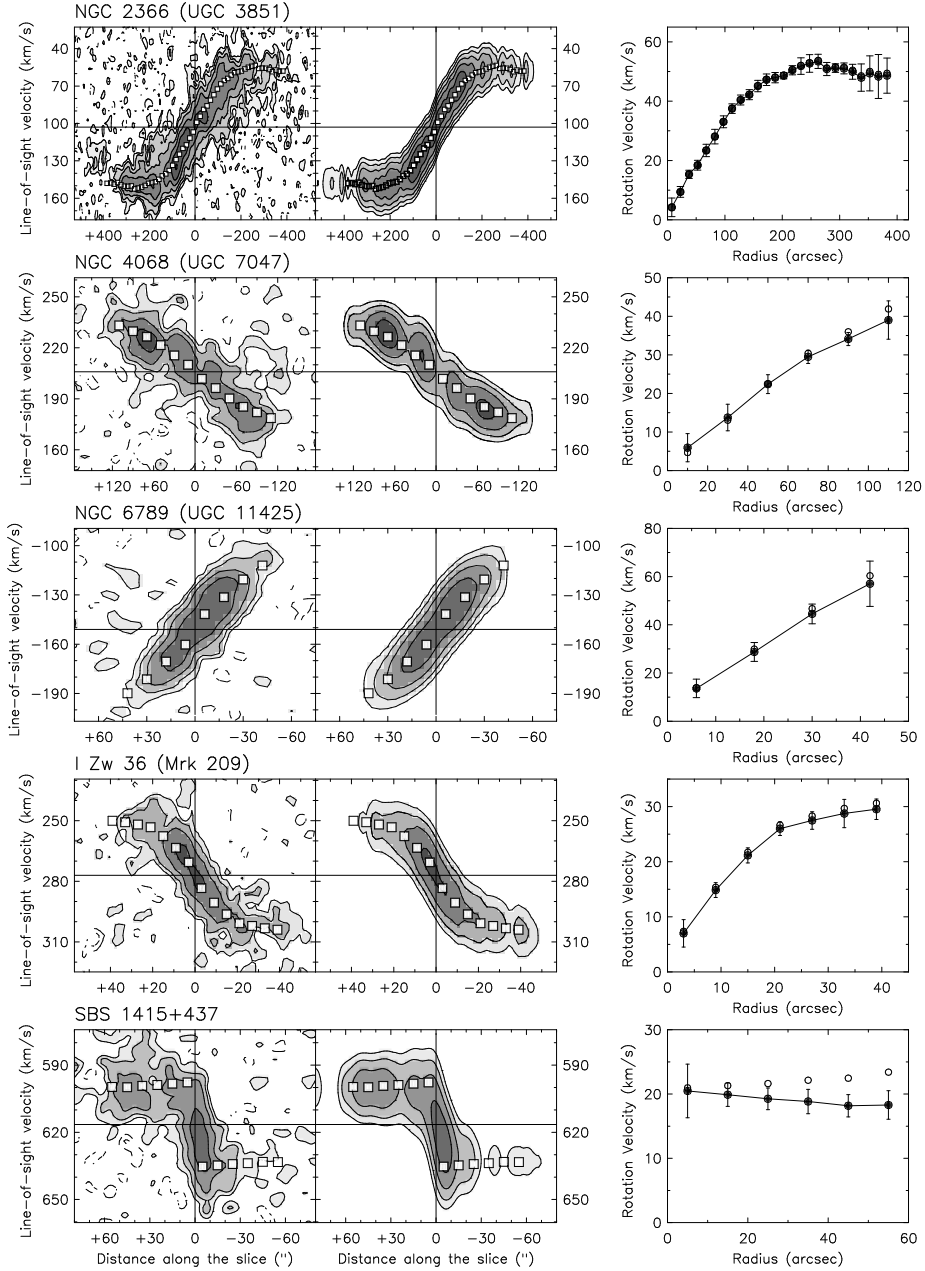 NGC 2366 (UGC 3851)
Line-of-sight velocity (km/s)
40
70
100
130
160
+400 +200 0 -200 -400
+400 +200 0 -200 -400
40
70
100
130
160
Rotation Velocity (km/s)
60
40
20
0
0 100 200 300 400
Radius (arcsec)
NGC 4068 (UGC 7047)
Line-of-sight velocity (km/s)
250
220
190
160
+120 +60 0 -60 -120
+120 +60 0 -60 -120
250
220
190
160
Rotation Velocity (km/s)
50
40
30
20
10
0
0 20 40 60 80 100 120
Radius (arcsec)
NGC 6789 (UGC 11425)
Line-of-sight velocity (km/s)
-100
-130
-160
-190
+60 +30 0 -30 -60
+60 +30 0 -30 -60
-100
-130
-160
-190
Rotation Velocity (km/s)
80
60
40
20
0
0 10 20 30 40 50
Radius (arcsec)
I Zw 36 (Mrk 209)
Line-of-sight velocity (km/s)
250
280
310
+40 +20 0 -20 -40
+40 +20 0 -20 -40
250
280
310
Rotation Velocity (km/s)
30
20
10
0
0 10 20 30 40
Radius (arcsec)
SBS 1415+437
Line-of-sight velocity (km/s)
590
620
650
+60 +30 0 -30 -60
Distance along the slice (")
+60 +30 0 -30 -60
Distance along the slice (")
590
620
650
Rotation Velocity (km/s)
30
20
10
0
0 20 40 60
Radius (arcsec)